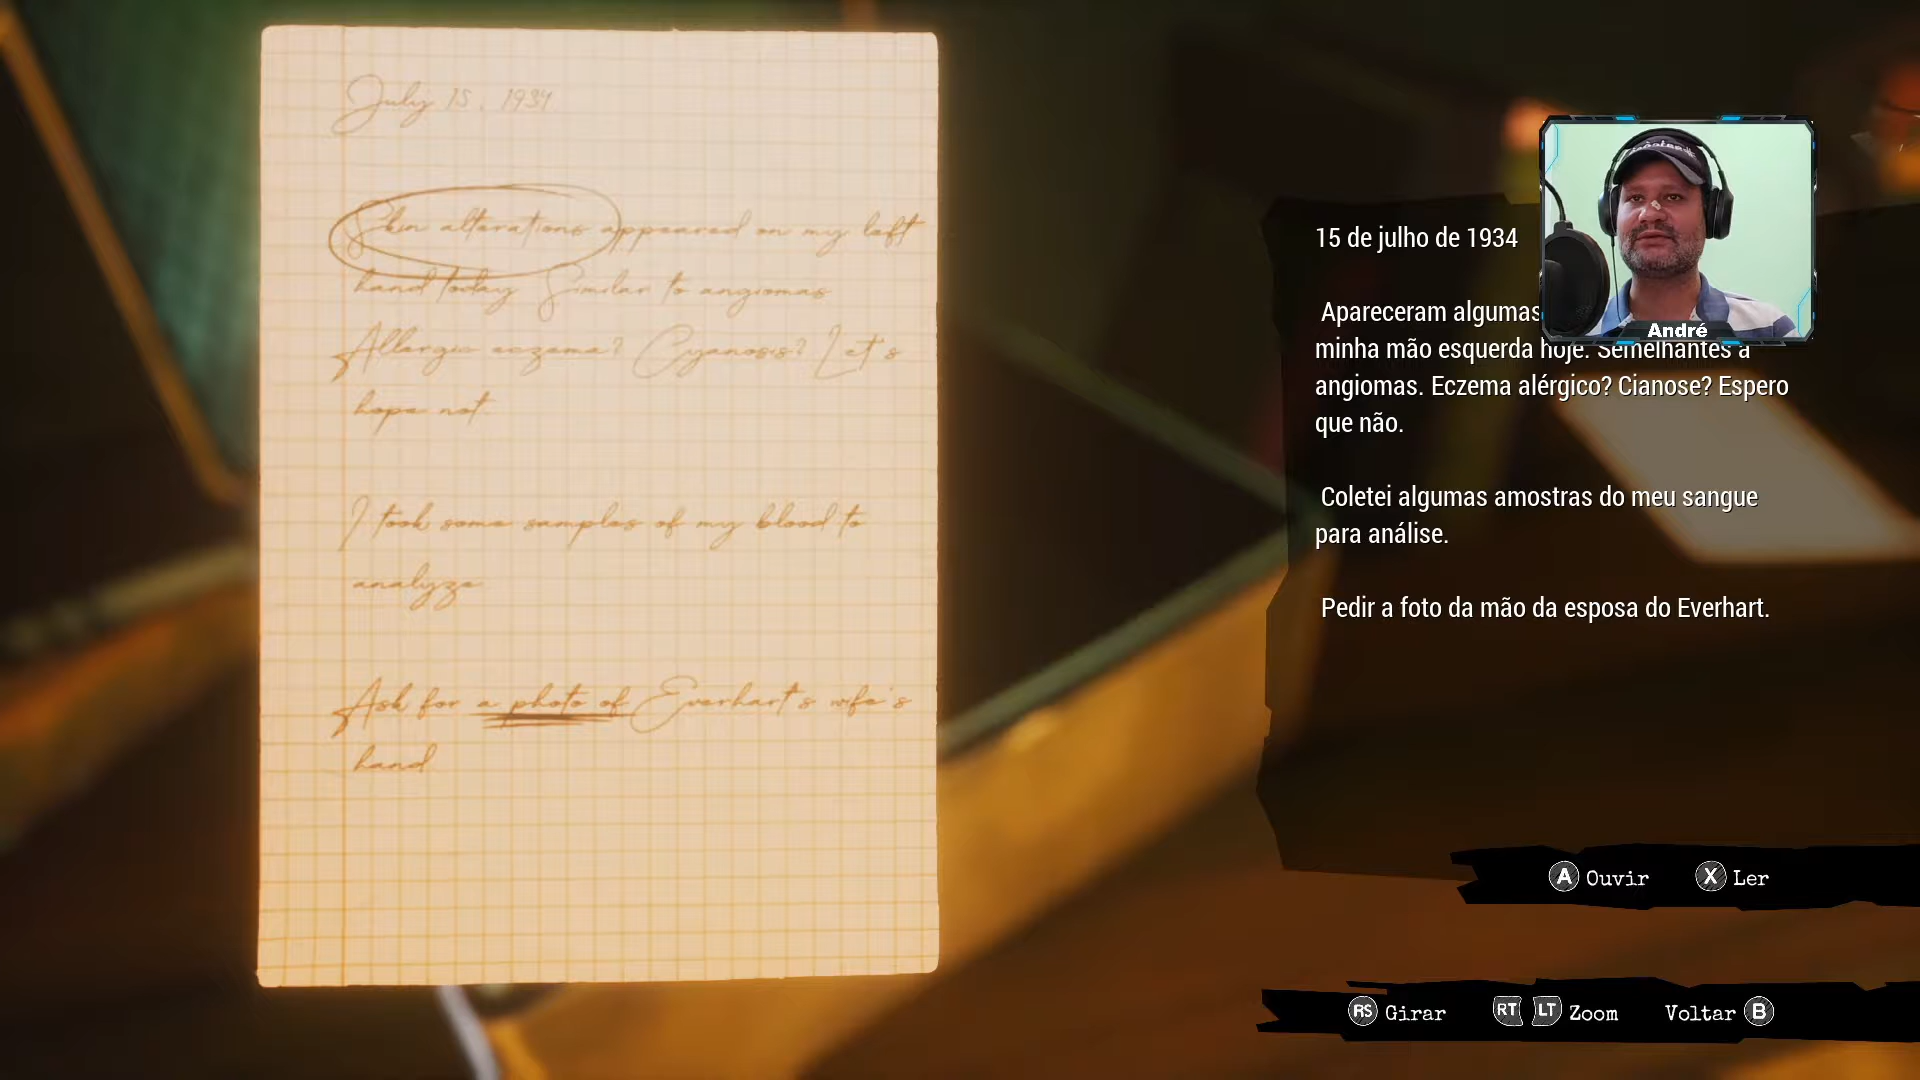 July 15, 1934
Skin alterations appeared on my left
hand today Similar to angiomas
Allergic eczema? Cyanosis? Let's
hope not.
I took some samples of my blood to
analyze
Ask for a photo of Everhart's wife's
hand
15 de julho de 1934
Apareceram algumas
minha mão esquerda hoje. Semelhantes a
angiomas. Eczema alérgico? Cianose? Espero
que não.
Coletei algumas amostras do meu sangue
para análise.
Pedir a foto da mão da esposa do Everhart.
André
A Ouvir X Ler
RS Girar RT LT Zoom Voltar B